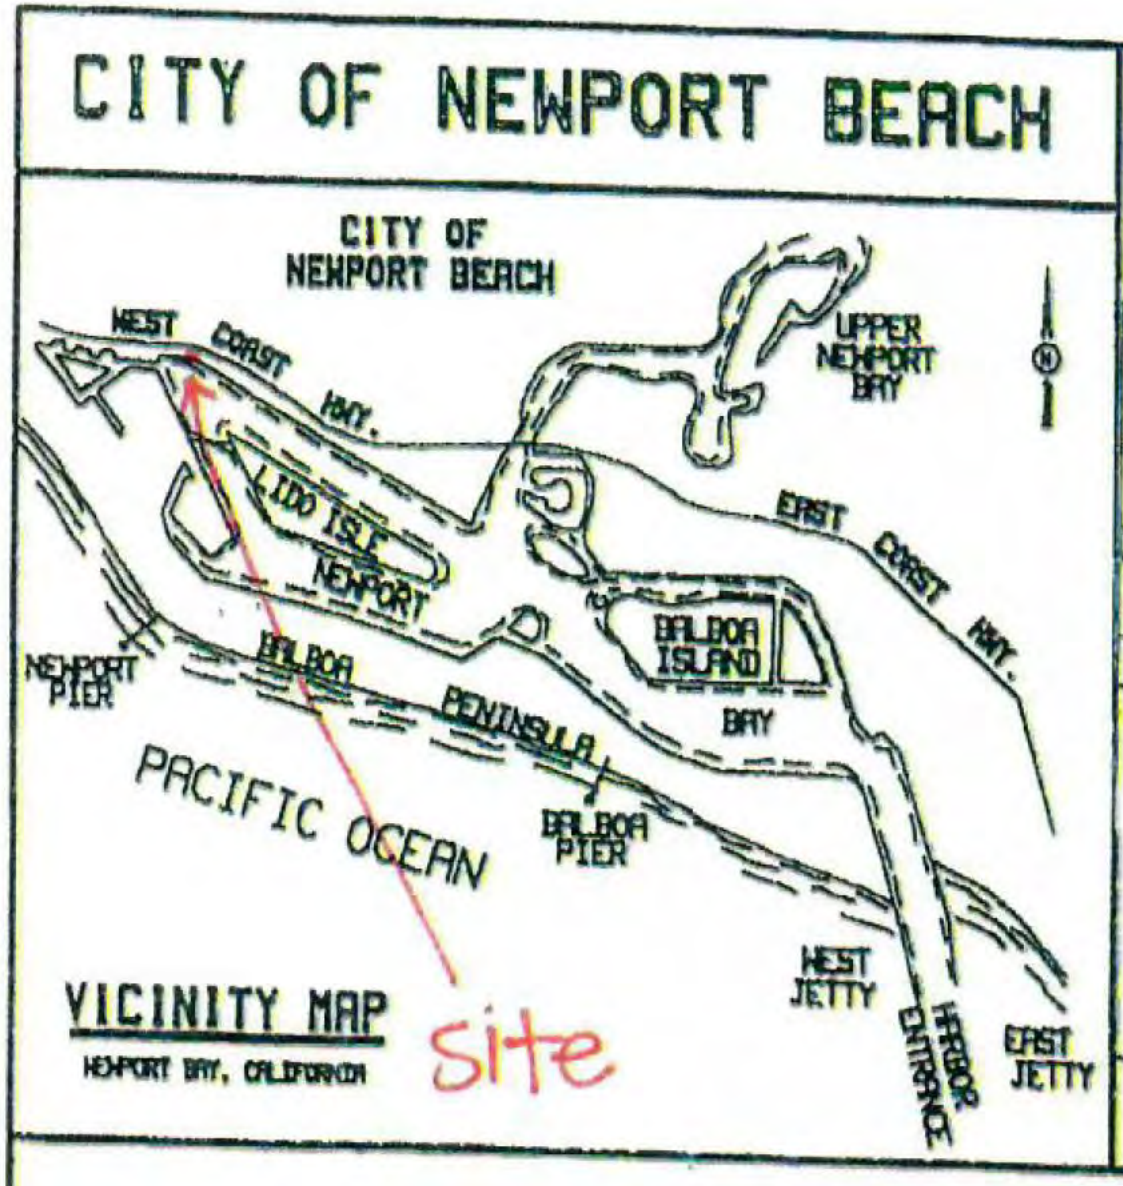 CITY OF NEWPORT BEACH
CITY OF
NEWPORT BEACH
WEST COAST HWY.
UPPER
NEWPORT
BAY
N
LIDO ISLE
NEWPORT
EAST COAST HWY.
BALBOA
ISLAND
BAY
NEWPORT
PIER
BALBOA PENINSULA
PACIFIC OCEAN
BALBOA
PIER
WEST
JETTY
HARBOR
ENTRANCE
EAST
JETTY
VICINITY MAP
NEWPORT BAY, CALIFORNIA
site